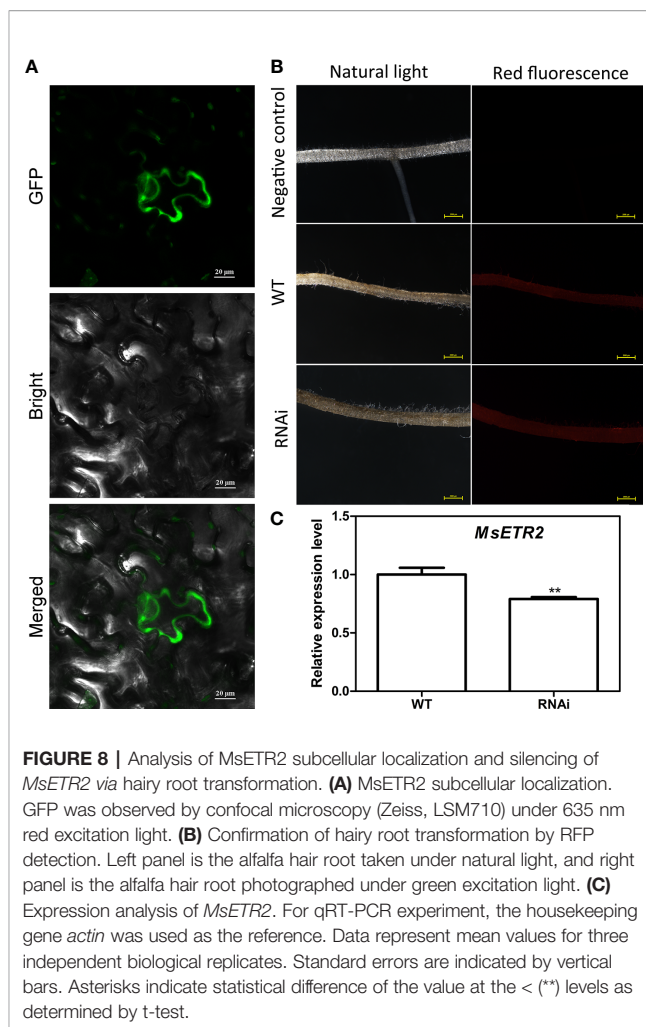 A
B
Natural light
Red fluorescence
GFP
20 μm
Negative control
Bright
20 μm
WT
Merged
20 μm
RNAi
C
MsETR2
Relative expression level
1.5
1.0
0.5
0.0
**
WT
RNAi
FIGURE 8 | Analysis of MsETR2 subcellular localization and silencing of
MsETR2 via hairy root transformation. (A) MsETR2 subcellular localization.
GFP was observed by confocal microscopy (Zeiss, LSM710) under 635 nm
red excitation light. (B) Confirmation of hairy root transformation by RFP
detection. Left panel is the alfalfa hair root taken under natural light, and right
panel is the alfalfa hair root photographed under green excitation light. (C)
Expression analysis of MsETR2. For qRT-PCR experiment, the housekeeping
gene actin was used as the reference. Data represent mean values for three
independent biological replicates. Standard errors are indicated by vertical
bars. Asterisks indicate statistical difference of the value at the < (**) levels as
determined by t-test.